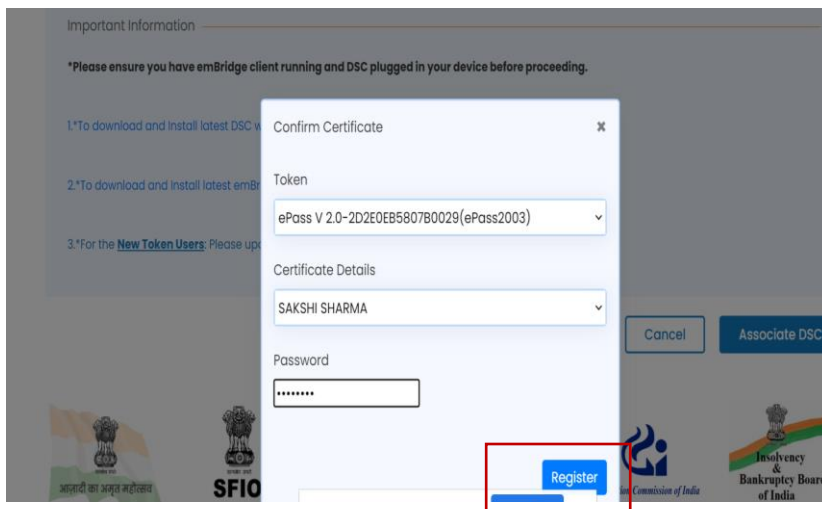 Important Information
*Please ensure you have emBridge client running and DSC plugged in your device before proceeding.
1.*To download and Install latest DSC w
2.*To download and Install latest emBr
3.*For the New Token Users: Please upd
Confirm Certificate
Token
ePass V 2.0-2D2E0EB5807B0029(ePass2003)
Certificate Details
SAKSHI SHARMA
Password
••••••••
Register
Cancel
Associate DSC
आज़ादी का अमृत महोत्सव
SFIO
ion Commission of India
Insolvency
&
Bankruptcy Board
of India